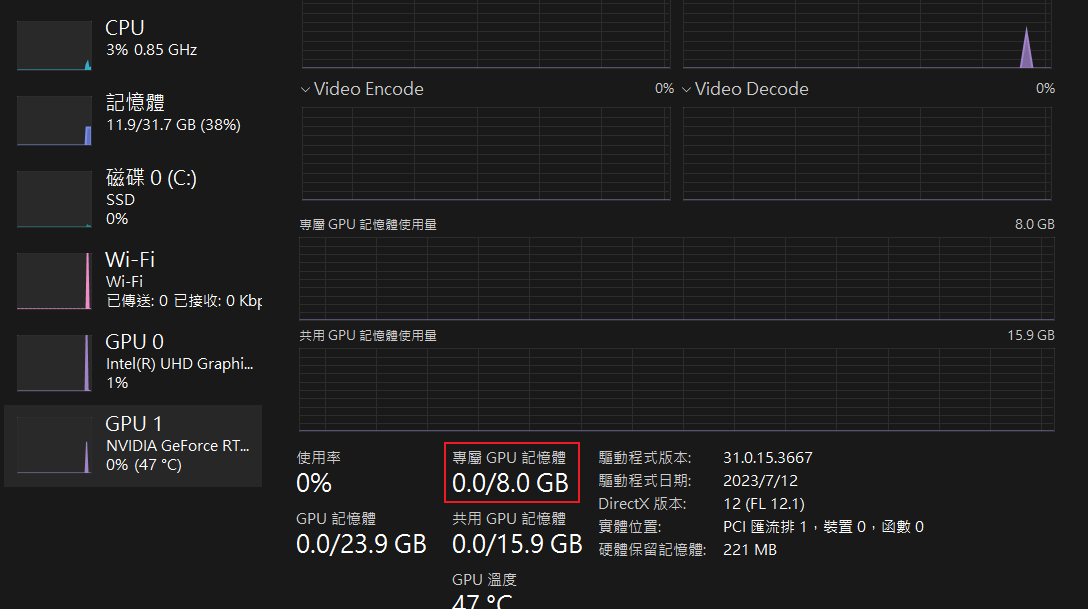 CPU
3% 0.85 GHz
記憶體
11.9/31.7 GB (38%)
磁碟 0 (C:)
SSD
0%
Wi-Fi
Wi-Fi
已傳送: 0 已接收: 0 Kbp
GPU 0
Intel(R) UHD Graphi...
1%
GPU 1
NVIDIA GeForce RT...
0% (47 °C)
Video Encode 0%
Video Decode 0%
專屬 GPU 記憶體使用量 8.0 GB
共用 GPU 記憶體使用量 15.9 GB
使用率
0%
專屬 GPU 記憶體
0.0/8.0 GB
GPU 記憶體
0.0/23.9 GB
共用 GPU 記憶體
0.0/15.9 GB
GPU 溫度
47 °C
驅動程式版本: 31.0.15.3667
驅動程式日期: 2023/7/12
DirectX 版本: 12 (FL 12.1)
實體位置: PCI 匯流排 1，裝置 0，函數 0
硬體保留記憶體: 221 MB